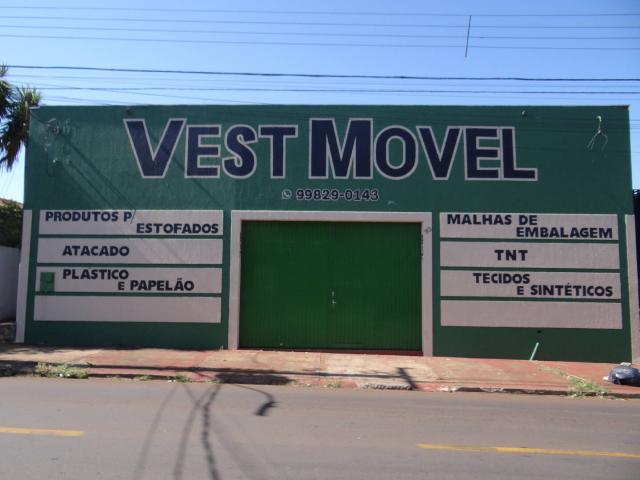 VEST MOVEL
99829-0143
PRODUTOS P
ESTOFADOS
ATACADO
PLASTICO
E PAPELÃO
MALHAS DE
EMBALAGEM
TNT
TECIDOS
E SINTÉTICOS